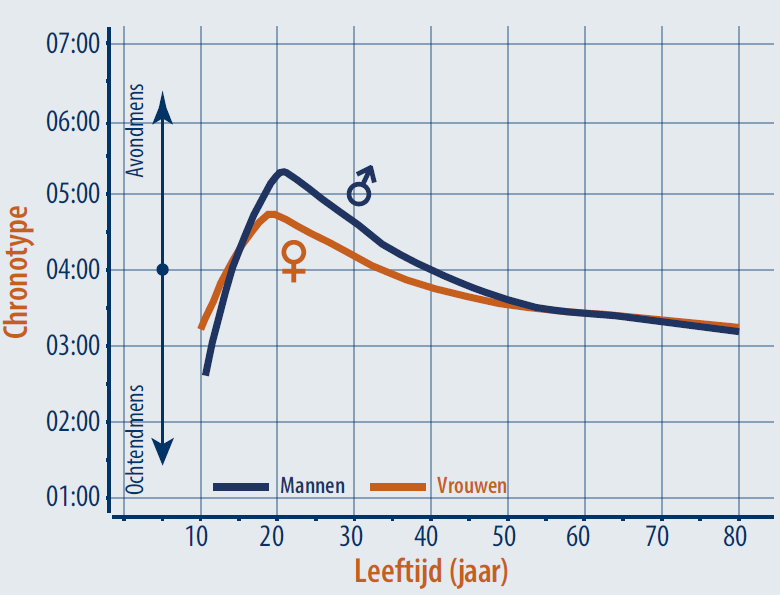 07:00
06:00
05:00
04:00
03:00
02:00
01:00
Chronotype
Avondmens
Ochtendmens
Mannen
Vrouwen
10 20 30 40 50 60 70 80
Leeftijd (jaar)